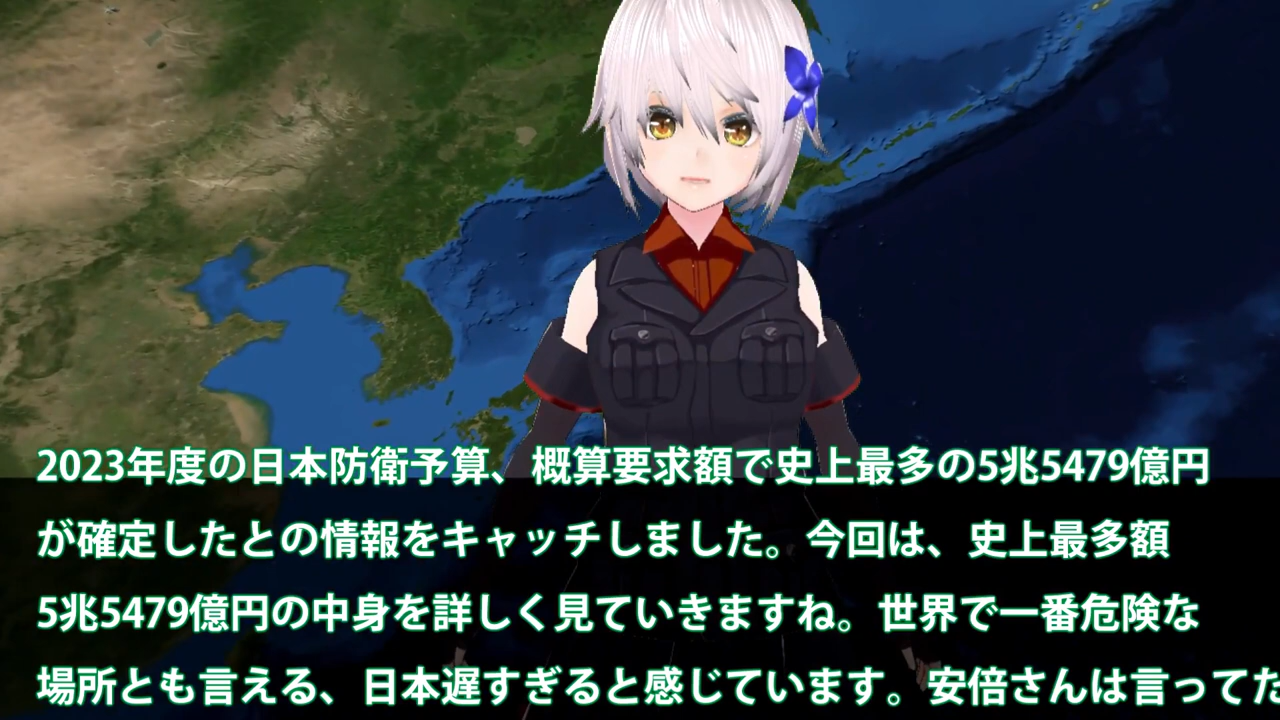 2023年度の日本防衛予算、概算要求額で史上最多の5兆5479億円
が確定したとの情報をキャッチしました。今回は、史上最多額
5兆5479億円の中身を詳しく見ていきますね。世界で一番危険な
場所とも言える、日本遅すぎると感じています。安倍さんは言ってた